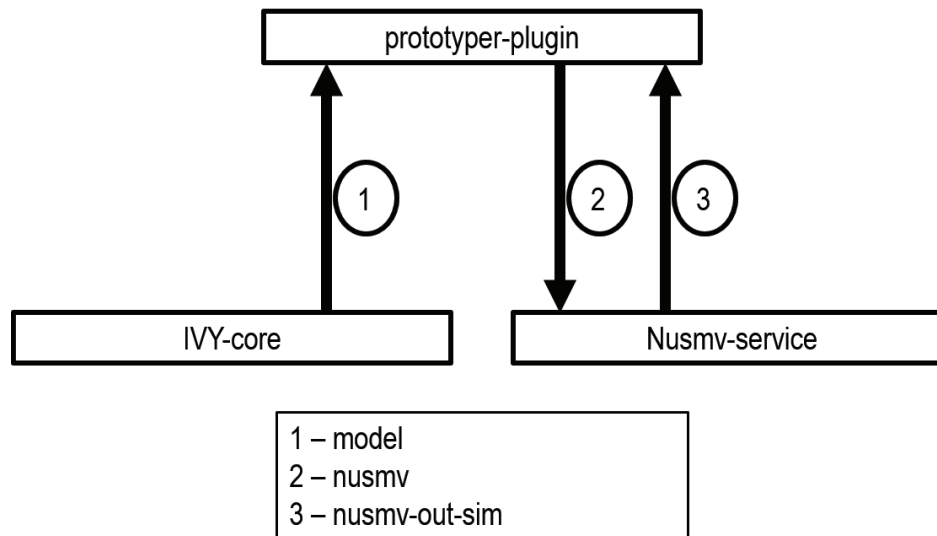 prototyper-plugin
1
2
3
IVY-core
Nusmv-service
1 – model
2 – nusmv
3 – nusmv-out-sim